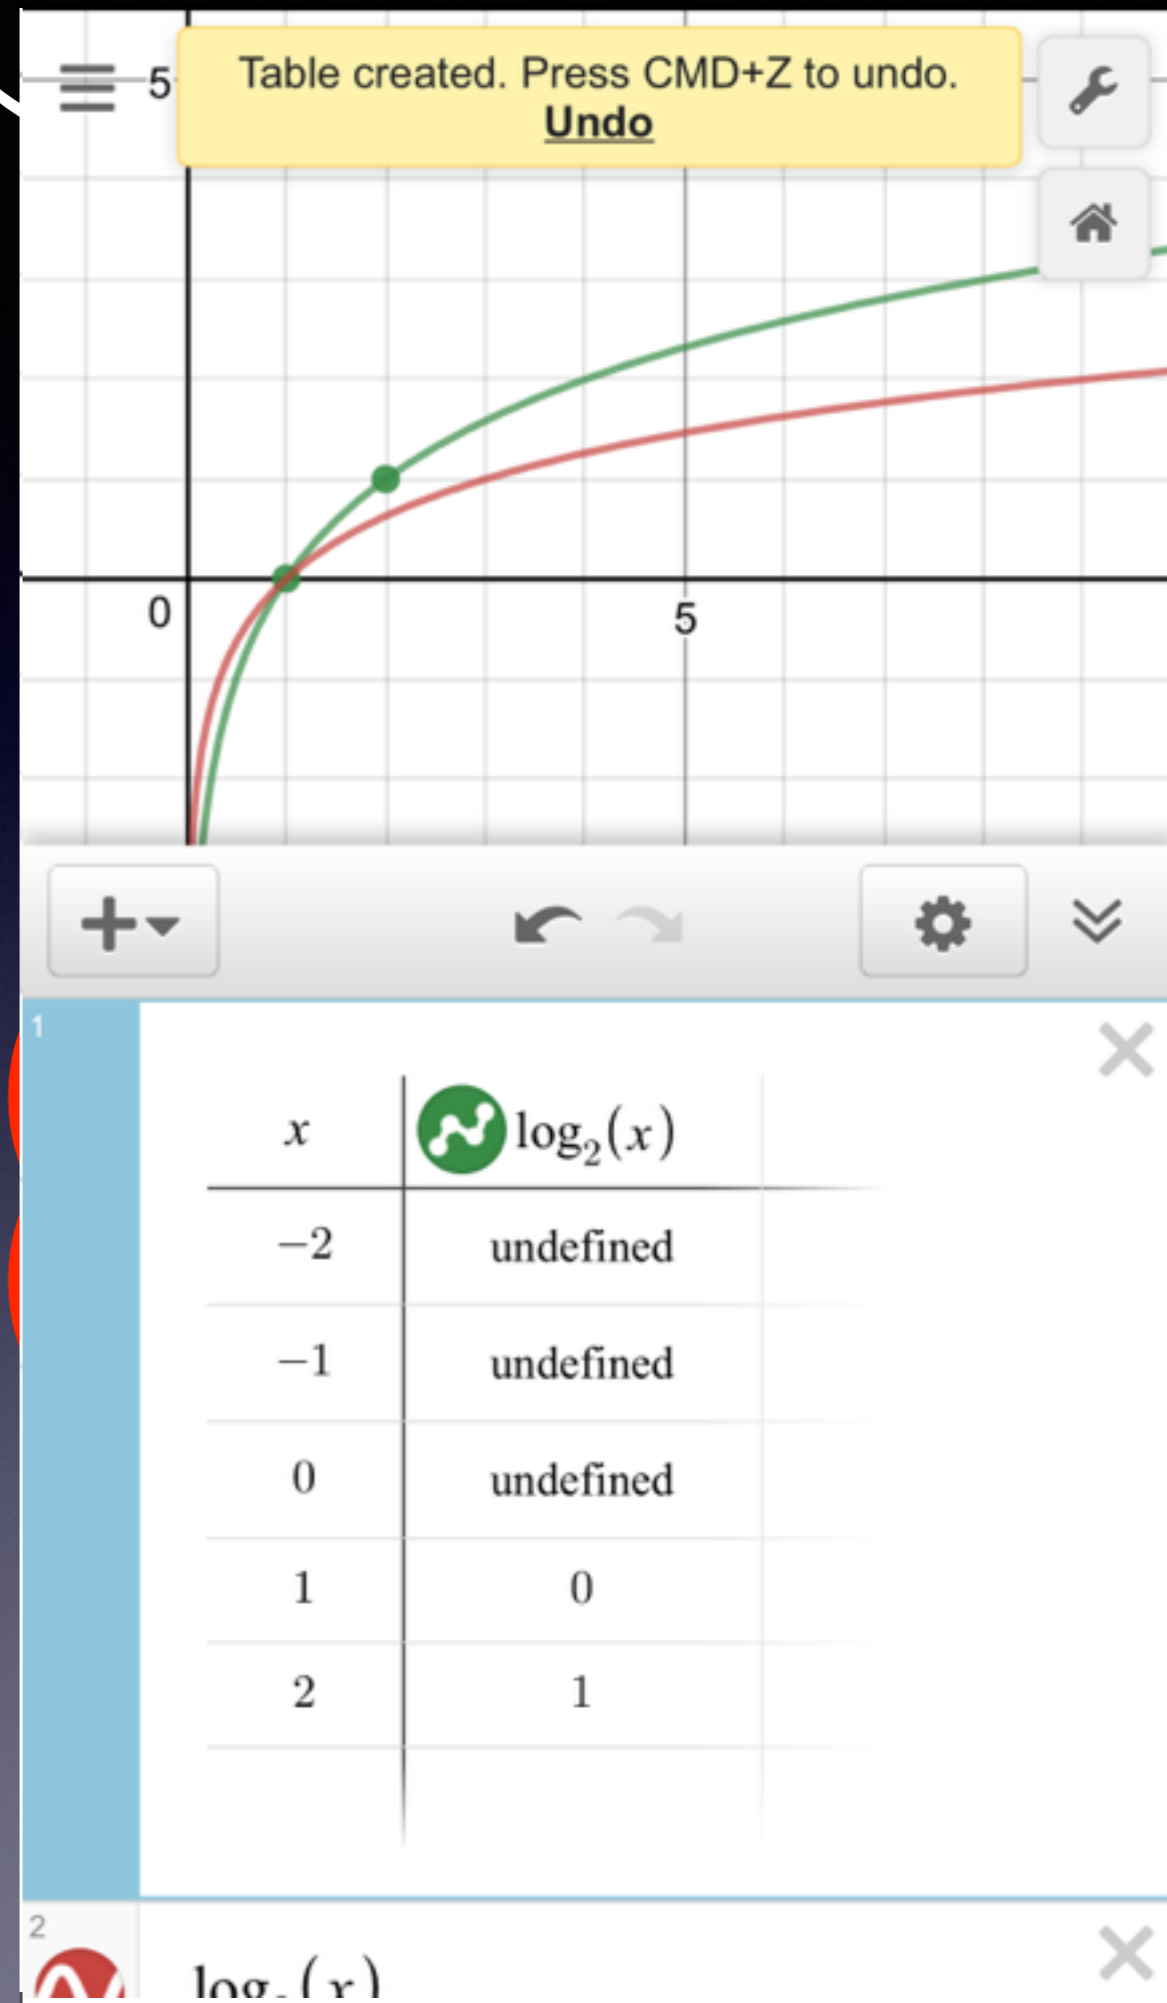 5
Table created. Press CMD+Z to undo.
Undo
0
5
1
x log₂(x)
−2 undefined
−1 undefined
0 undefined
1 0
2 1
2
log (x)